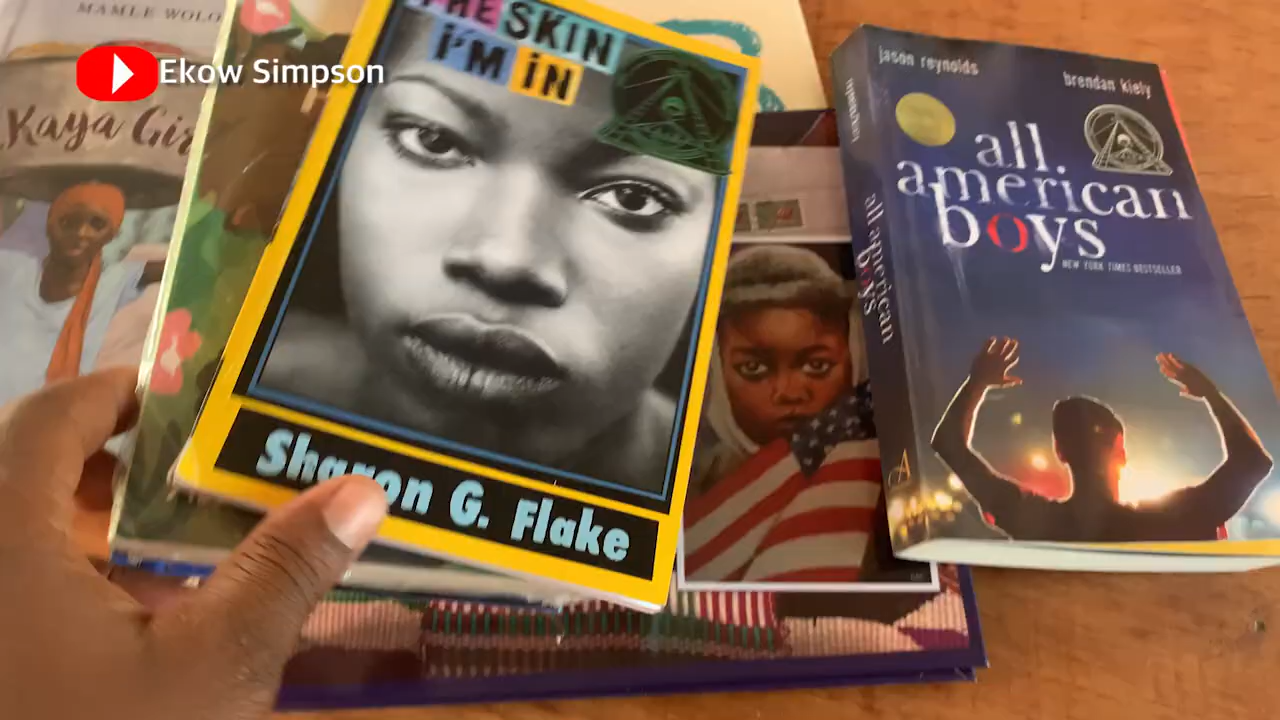 MAMLE WOLO
Ekow Simpson
Kaya Gir
THE SKIN
I'M IN
Sharon G. Flake
jason reynolds
brendan kiely
all
american
boys
NEW YORK TIMES BESTSELLER
all american
boys